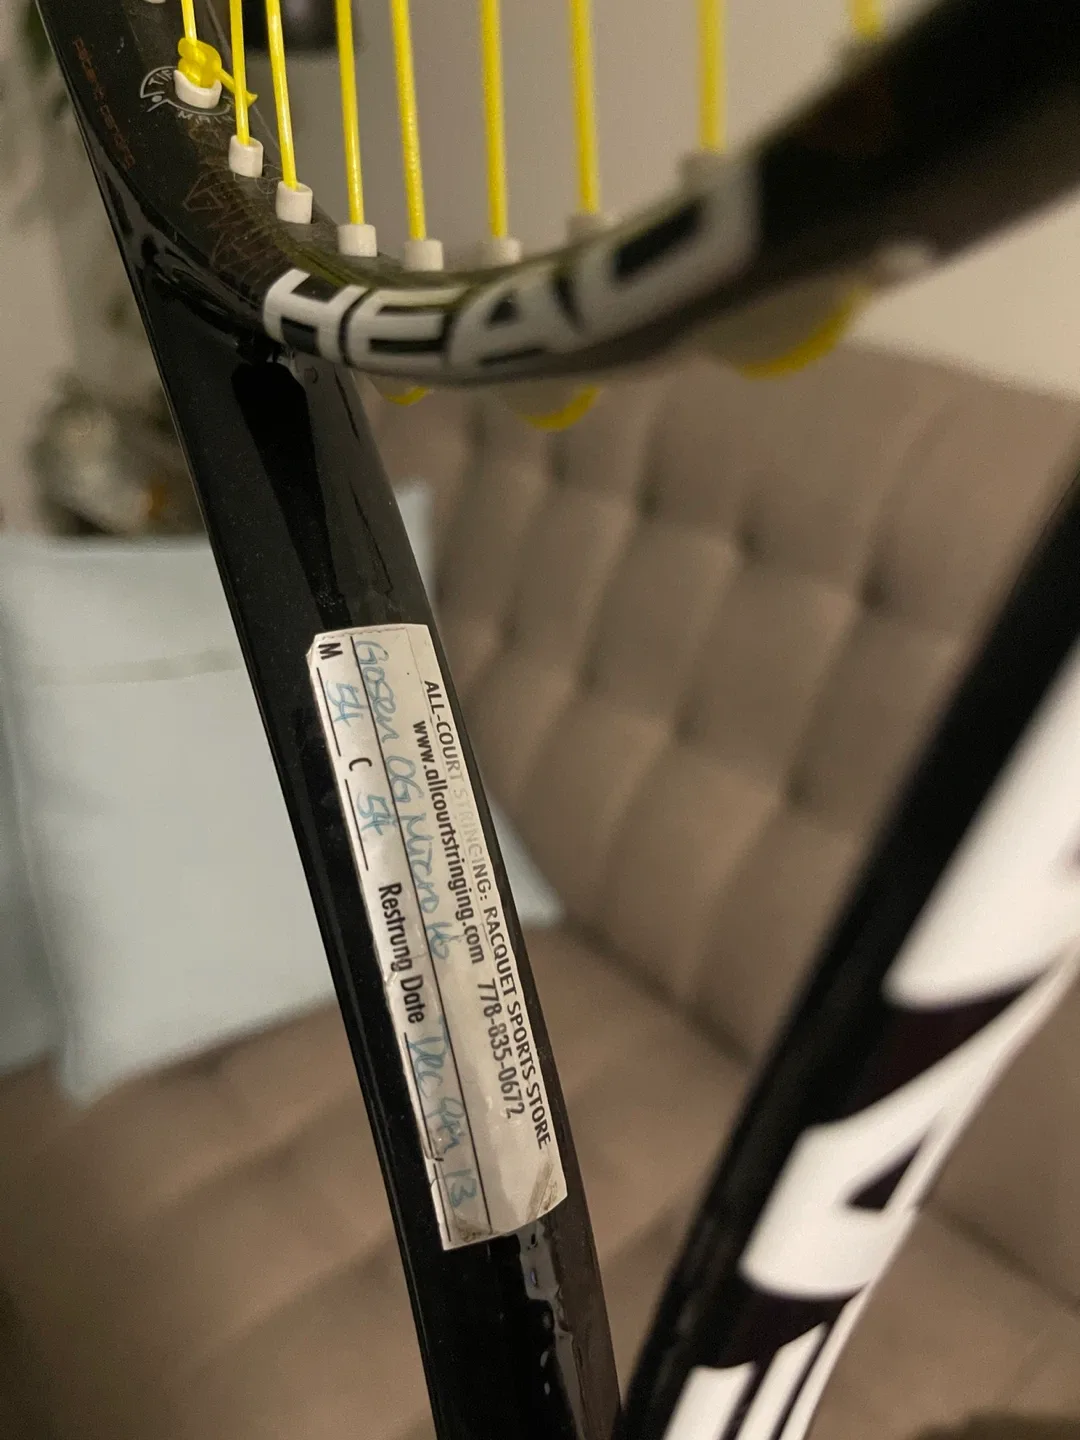 HEAD
ALL-COURT STRINGING: RACQUET SPORTS STORE
www.allcourtstringing.com 778-835-0672
Gosen OG Micro 16
M 54 C 54 Restrung Date Dec 9th, 13